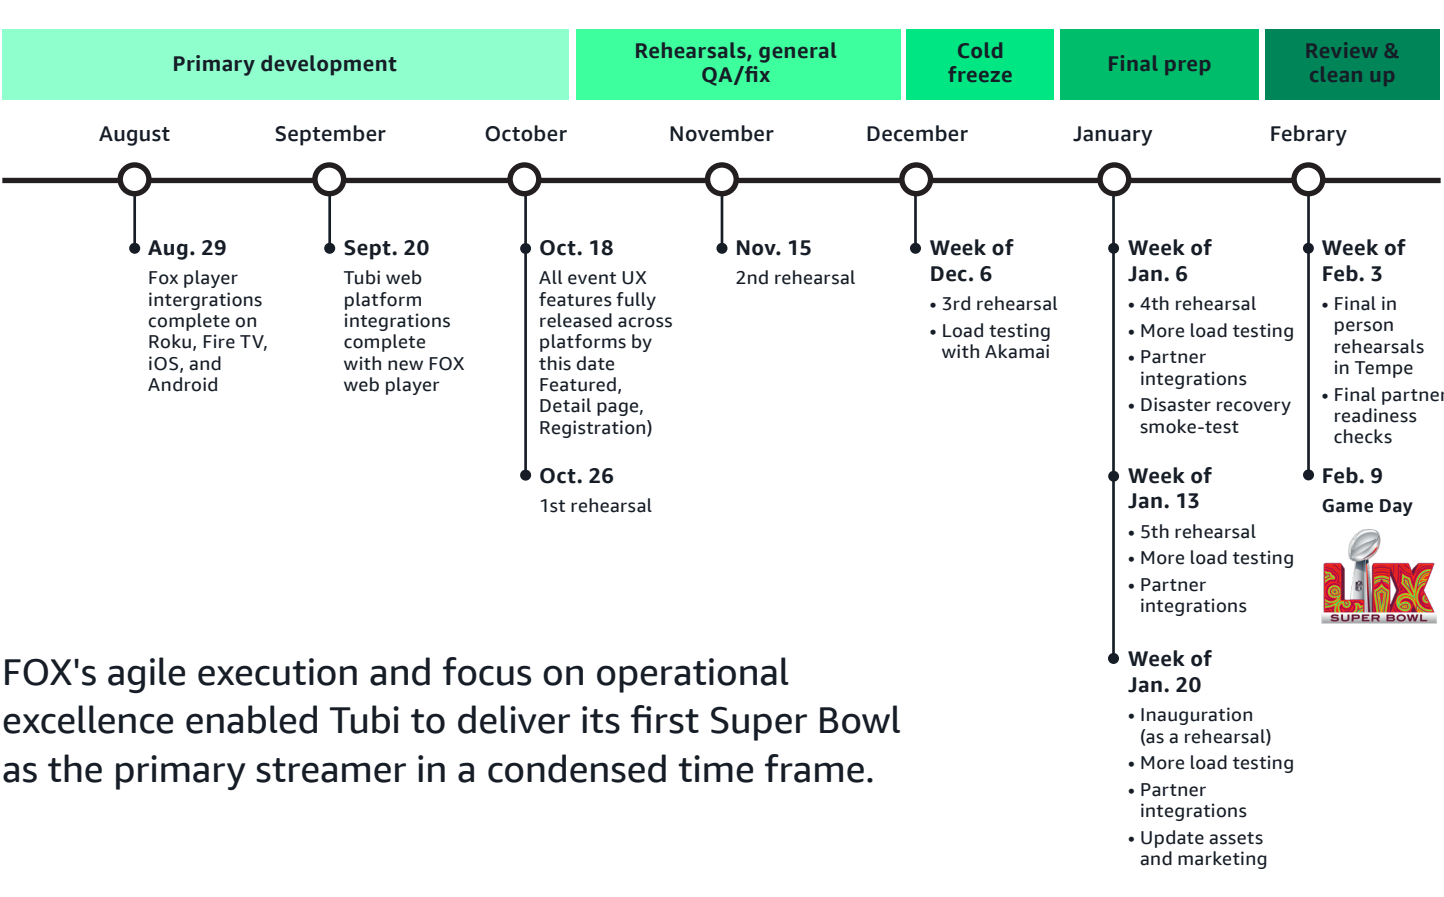 Primary development
Rehearsals, general
QA/fix
Cold
freeze
Final prep
Review &
clean up
August
September
October
November
December
January
Febrary
Aug. 29
Fox player
intergrations
complete on
Roku, Fire TV,
iOS, and
Android
Sept. 20
Tubi web
platform
integrations
complete
with new FOX
web player
Oct. 18
All event UX
features fully
released across
platforms by
this date
Featured,
Detail page,
Registration)
Oct. 26
1st rehearsal
Nov. 15
2nd rehearsal
Week of
Dec. 6
• 3rd rehearsal
• Load testing
with Akamai
Week of
Jan. 6
• 4th rehearsal
• More load testing
• Partner
integrations
• Disaster recovery
smoke-test
Week of
Jan. 13
• 5th rehearsal
• More load testing
• Partner
integrations
Week of
Jan. 20
• Inauguration
(as a rehearsal)
• More load testing
• Partner
integrations
• Update assets
and marketing
Week of
Feb. 3
• Final in
person
rehearsals
in Tempe
• Final partner
readiness
checks
Feb. 9
Game Day
LIX
SUPER BOWL
FOX's agile execution and focus on operational
excellence enabled Tubi to deliver its first Super Bowl
as the primary streamer in a condensed time frame.